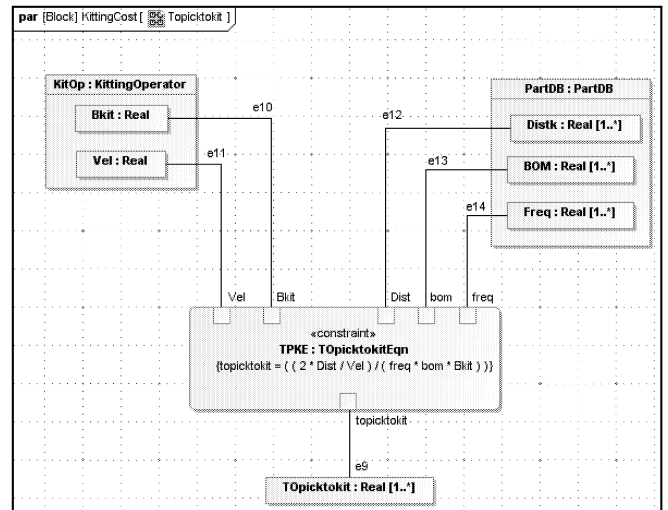 par [Block] KittingCost [ Topicktokit ]
KitOp : KittingOperator
Bkit : Real
Vel : Real
e10
e11
PartDB : PartDB
Distk : Real [1..*]
BOM : Real [1..*]
Freq : Real [1..*]
e12
e13
e14
Vel
Bkit
Dist
bom
freq
«constraint»
TPKE : TOpicktokitEqn
{topicktokit = ( ( 2 * Dist / Vel ) / ( freq * bom * Bkit ) )}
topicktokit
e9
TOpicktokit : Real [1..*]